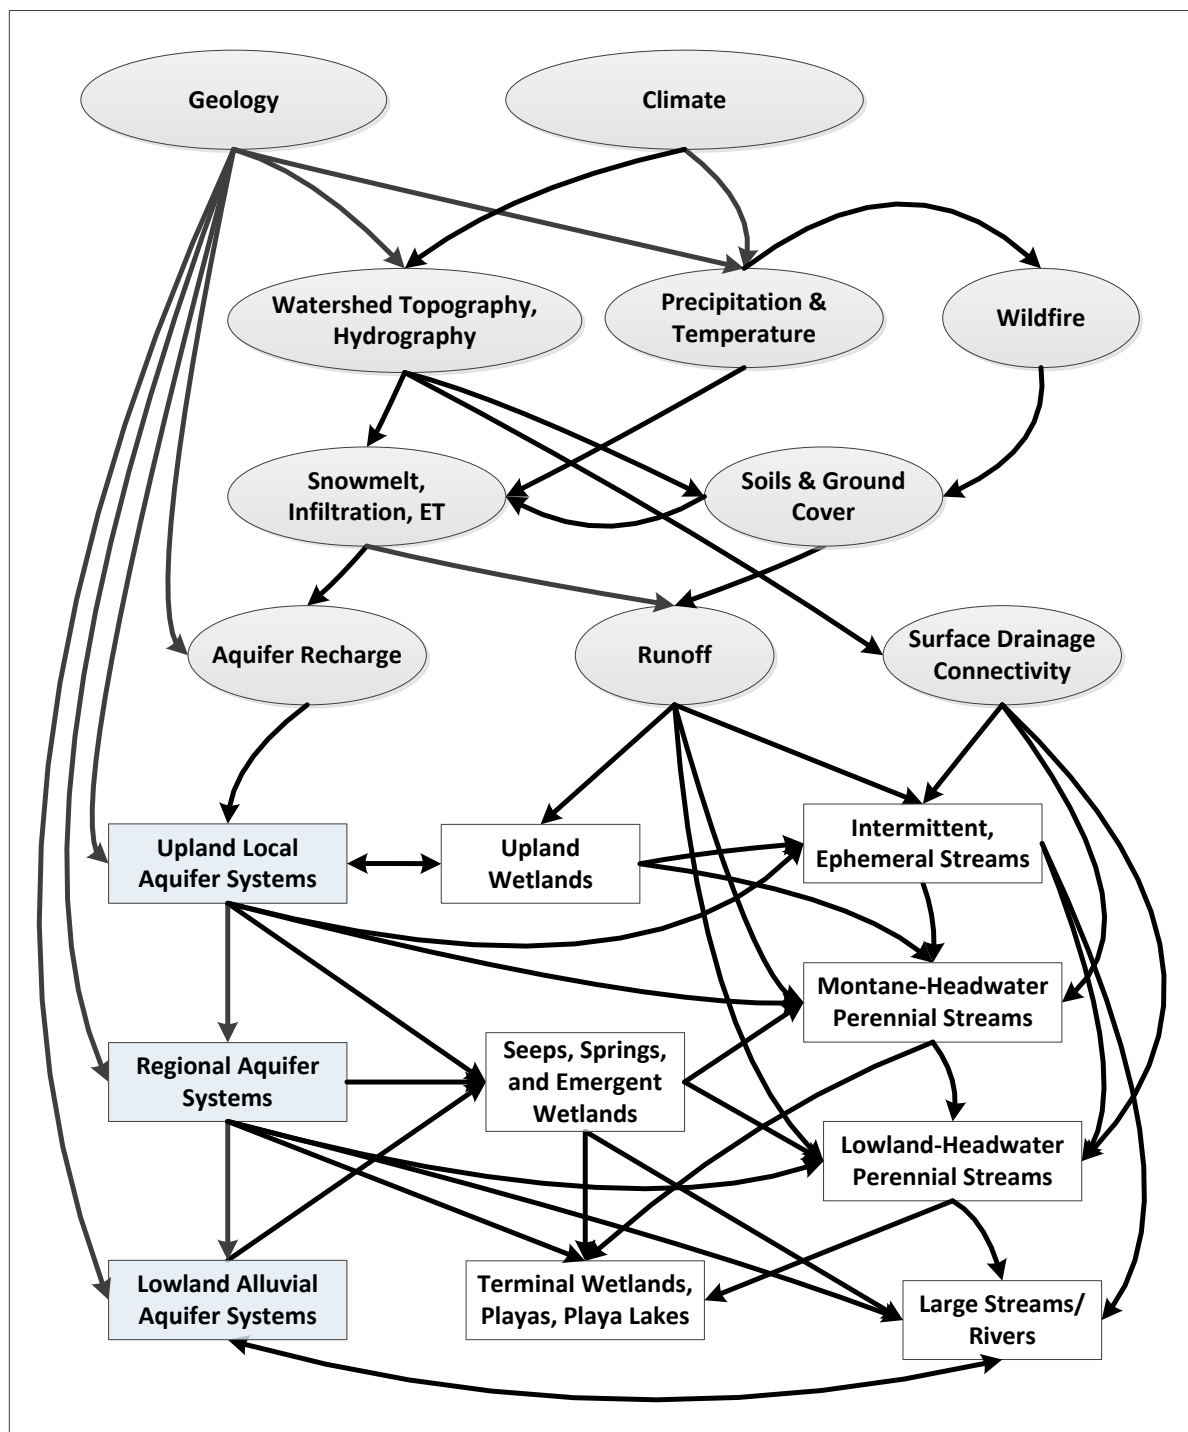 Geology
Climate
Watershed Topography,
Hydrography
Precipitation &
Temperature
Wildfire
Snowmelt,
Infiltration, ET
Soils & Ground
Cover
Aquifer Recharge
Runoff
Surface Drainage
Connectivity
Upland Local
Aquifer Systems
Upland
Wetlands
Intermittent,
Ephemeral Streams
Montane-Headwater
Perennial Streams
Regional Aquifer
Systems
Seeps, Springs,
and Emergent
Wetlands
Lowland-Headwater
Perennial Streams
Lowland Alluvial
Aquifer Systems
Terminal Wetlands,
Playas, Playa Lakes
Large Streams/
Rivers